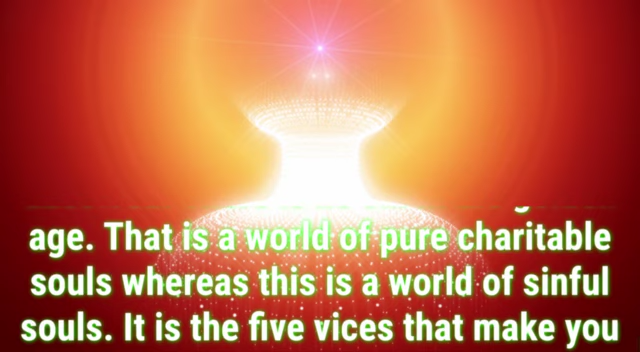 age. That is a world of pure charitable
souls whereas this is a world of sinful
souls. It is the five vices that make you